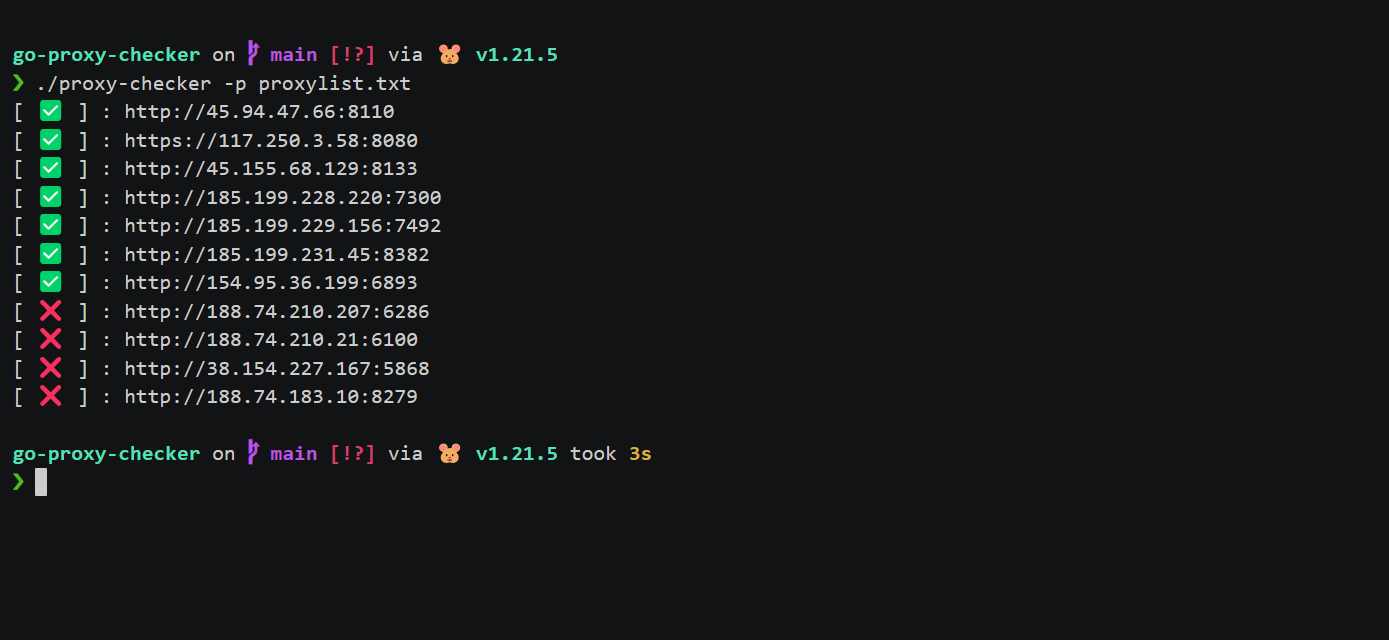 go-proxy-checker on main [!?] via 🐹 v1.21.5
❯ ./proxy-checker -p proxylist.txt
[ ✅ ] : http://45.94.47.66:8110
[ ✅ ] : https://117.250.3.58:8080
[ ✅ ] : http://45.155.68.129:8133
[ ✅ ] : http://185.199.228.220:7300
[ ✅ ] : http://185.199.229.156:7492
[ ✅ ] : http://185.199.231.45:8382
[ ✅ ] : http://154.95.36.199:6893
[ ❌ ] : http://188.74.210.207:6286
[ ❌ ] : http://188.74.210.21:6100
[ ❌ ] : http://38.154.227.167:5868
[ ❌ ] : http://188.74.183.10:8279
go-proxy-checker on main [!?] via 🐹 v1.21.5 took 3s
❯